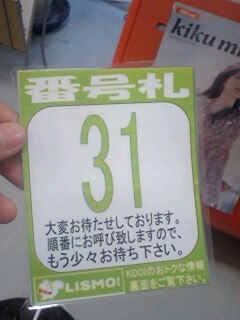 番号札
31
大変お待たせしております。
順番にお呼び致しますので、
もう少々お待ち下さい。
LISMO!
KDDIのおトクな情報
裏面をご覧下さい。
kiku m